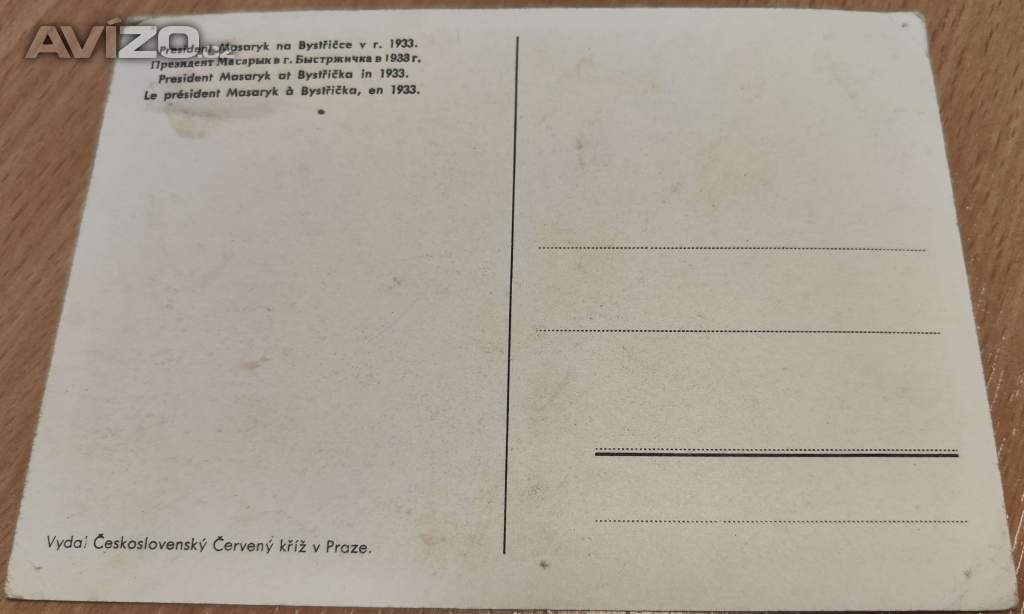 AVÍZO.cz
President Masaryk na Bystřičce v r. 1933.
Президент Масарык в г. Быстржичка в 1933 г.
President Masaryk at Bystřička in 1933.
Le président Masaryk à Bystřička, en 1933.
Vydal Československý Červený kříž v Praze.